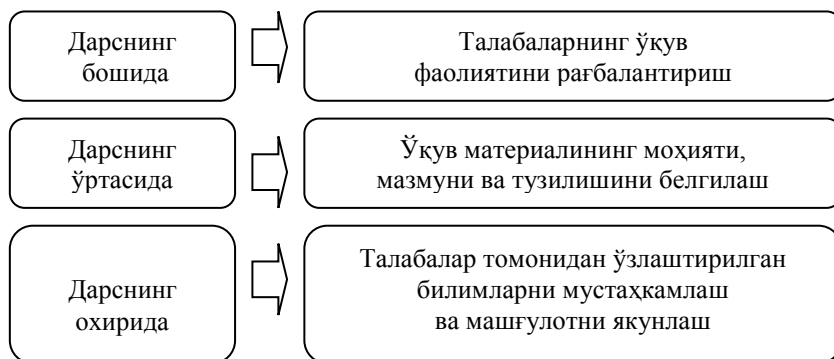 Дарснинг
бошида
Талабаларнинг ўқув
фаолиятини рағбалантириш
Дарснинг
ўртасида
Ўқув материалининг моҳияти,
мазмуни ва тузилишини белгилаш
Дарснинг
охирида
Талабалар томонидан ўзлаштирилган
билимларни мустаҳкамлаш
ва машғулотни якунлаш